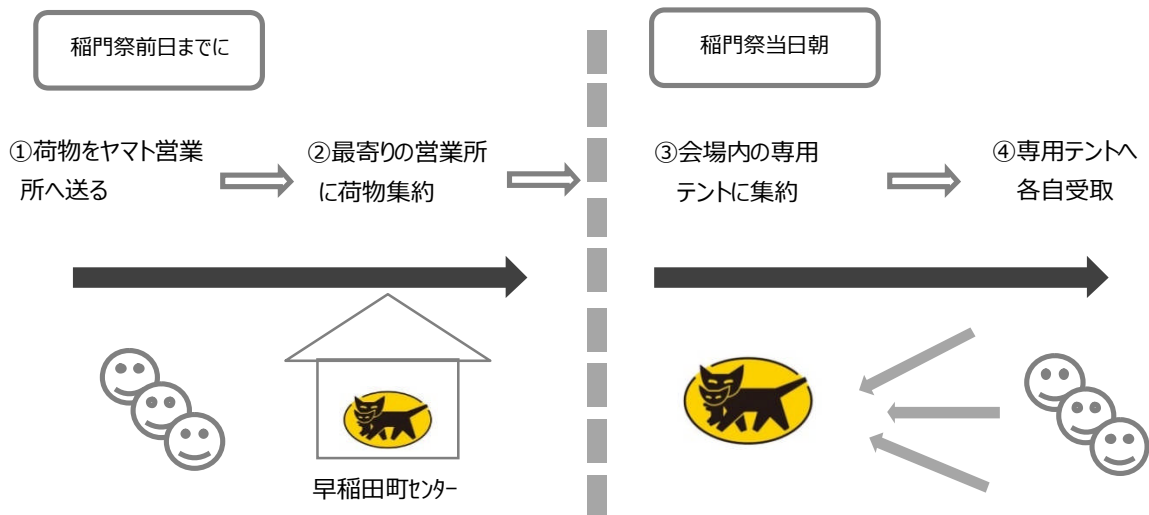 稲門祭前日までに
稲門祭当日朝
①荷物をヤマト営業
所へ送る
②最寄りの営業所
に荷物集約
③会場内の専用
テントに集約
④専用テントへ
各自受取
早稲田町ｾﾝﾀｰ